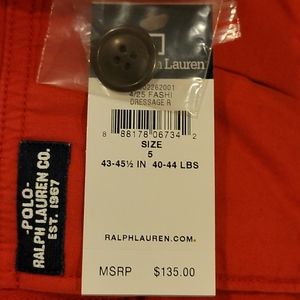 Lauren
02262001
4/25 FASHI
DRESSAGE R
8 88178 06734 2
SIZE
5
43-45½ IN 40-44 LBS
RALPHLAUREN.COM
MSRP $135.00
POLO-
RALPH LAUREN CO.
EST. 1967